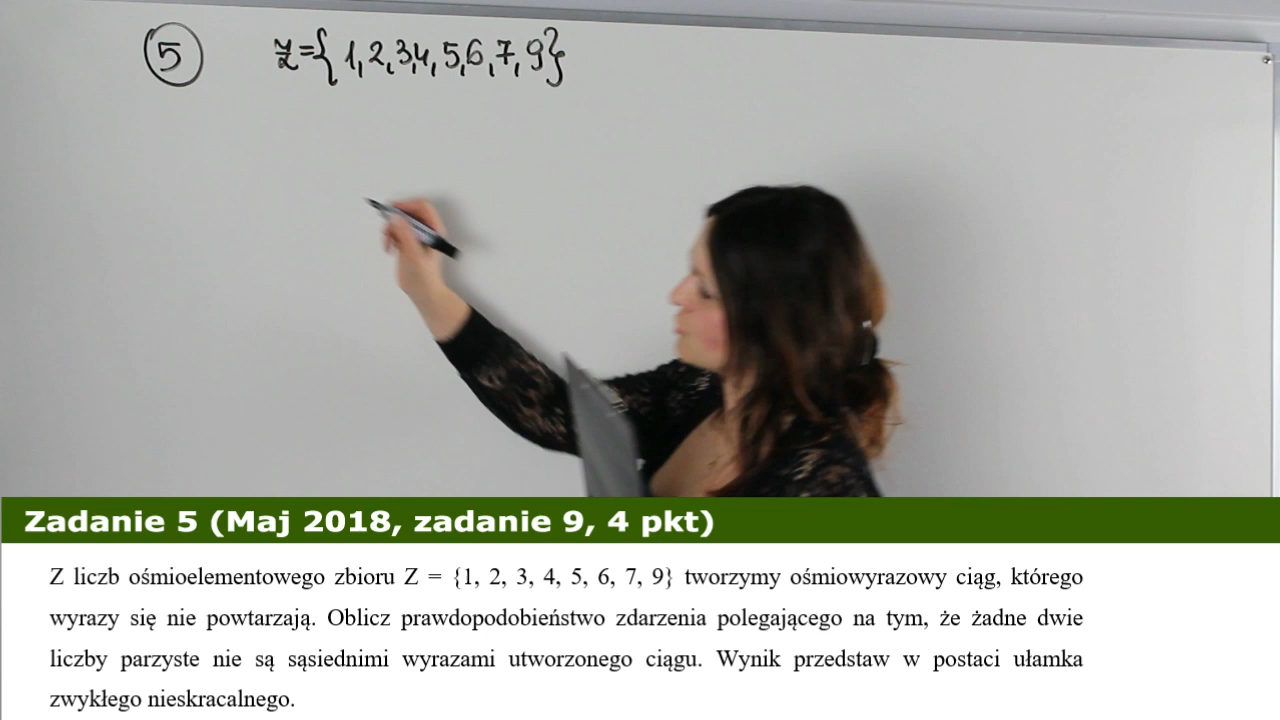 5 Z={1,2,3,4,5,6,7,9}
Zadanie 5 (Maj 2018, zadanie 9, 4 pkt)
Z liczb ośmioelementowego zbioru Z = {1, 2, 3, 4, 5, 6, 7, 9} tworzymy ośmiowyrazowy ciąg, którego
wyrazy się nie powtarzają. Oblicz prawdopodobieństwo zdarzenia polegającego na tym, że żadne dwie
liczby parzyste nie są sąsiednimi wyrazami utworzonego ciągu. Wynik przedstaw w postaci ułamka
zwykłego nieskracalnego.